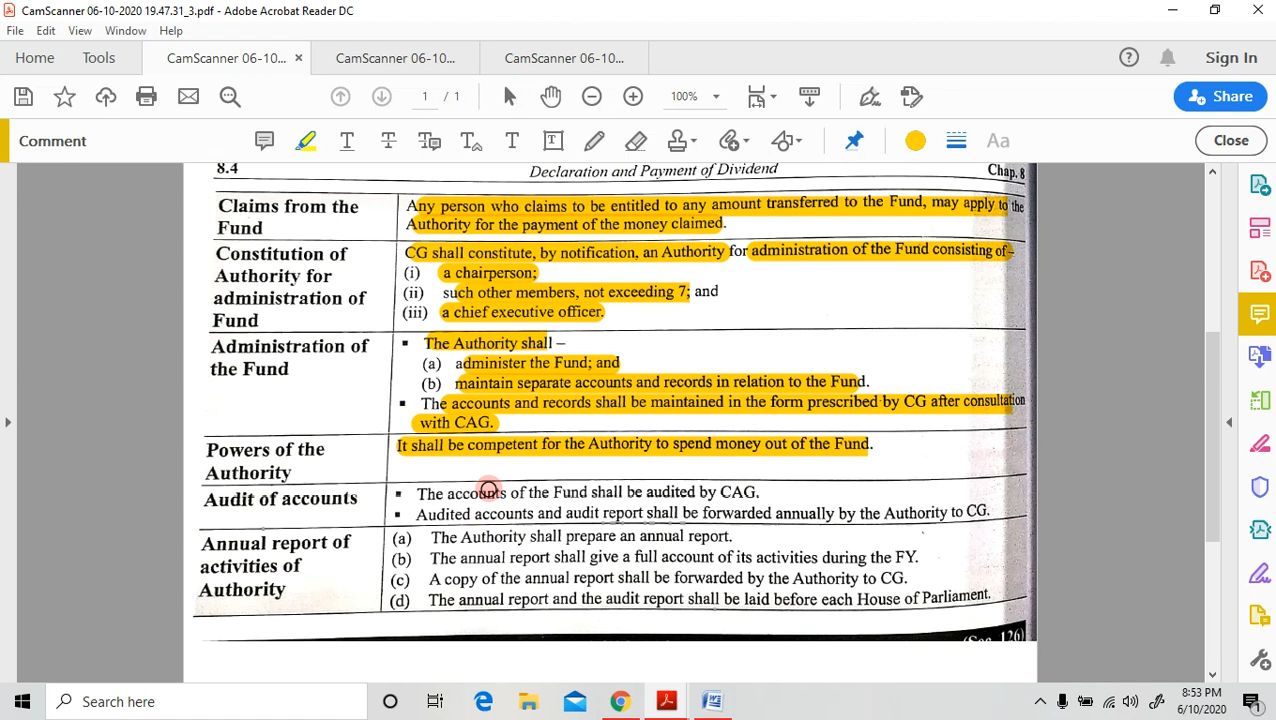 CamScanner 06-10-2020 19.47.31_3.pdf - Adobe Acrobat Reader DC
File Edit View Window Help
Home Tools CamScanner 06-10... × CamScanner 06-10... CamScanner 06-10... Sign In
1 / 1 100% Share
Comment Aa Close
8.4 Declaration and Payment of Dividend Chap. 8
Claims from the Fund
Any person who claims to be entitled to any amount transferred to the Fund, may apply to the
Authority for the payment of the money claimed.
Constitution of
Authority for
administration of
Fund
CG shall constitute, by notification, an Authority for administration of the Fund consisting of–
(i) a chairperson;
(ii) such other members, not exceeding 7; and
(iii) a chief executive officer.
Administration of
the Fund
▪ The Authority shall –
(a) administer the Fund; and
(b) maintain separate accounts and records in relation to the Fund.
▪ The accounts and records shall be maintained in the form prescribed by CG after consultation
with CAG.
Powers of the
Authority
It shall be competent for the Authority to spend money out of the Fund.
Audit of accounts
▪ The accounts of the Fund shall be audited by CAG.
▪ Audited accounts and audit report shall be forwarded annually by the Authority to CG.
Annual report of
activities of
Authority
(a) The Authority shall prepare an annual report.
(b) The annual report shall give a full account of its activities during the FY.
(c) A copy of the annual report shall be forwarded by the Authority to CG.
(d) The annual report and the audit report shall be laid before each House of Parliament.
(Sec. 126)
Search here
8:53 PM
6/10/2020
1